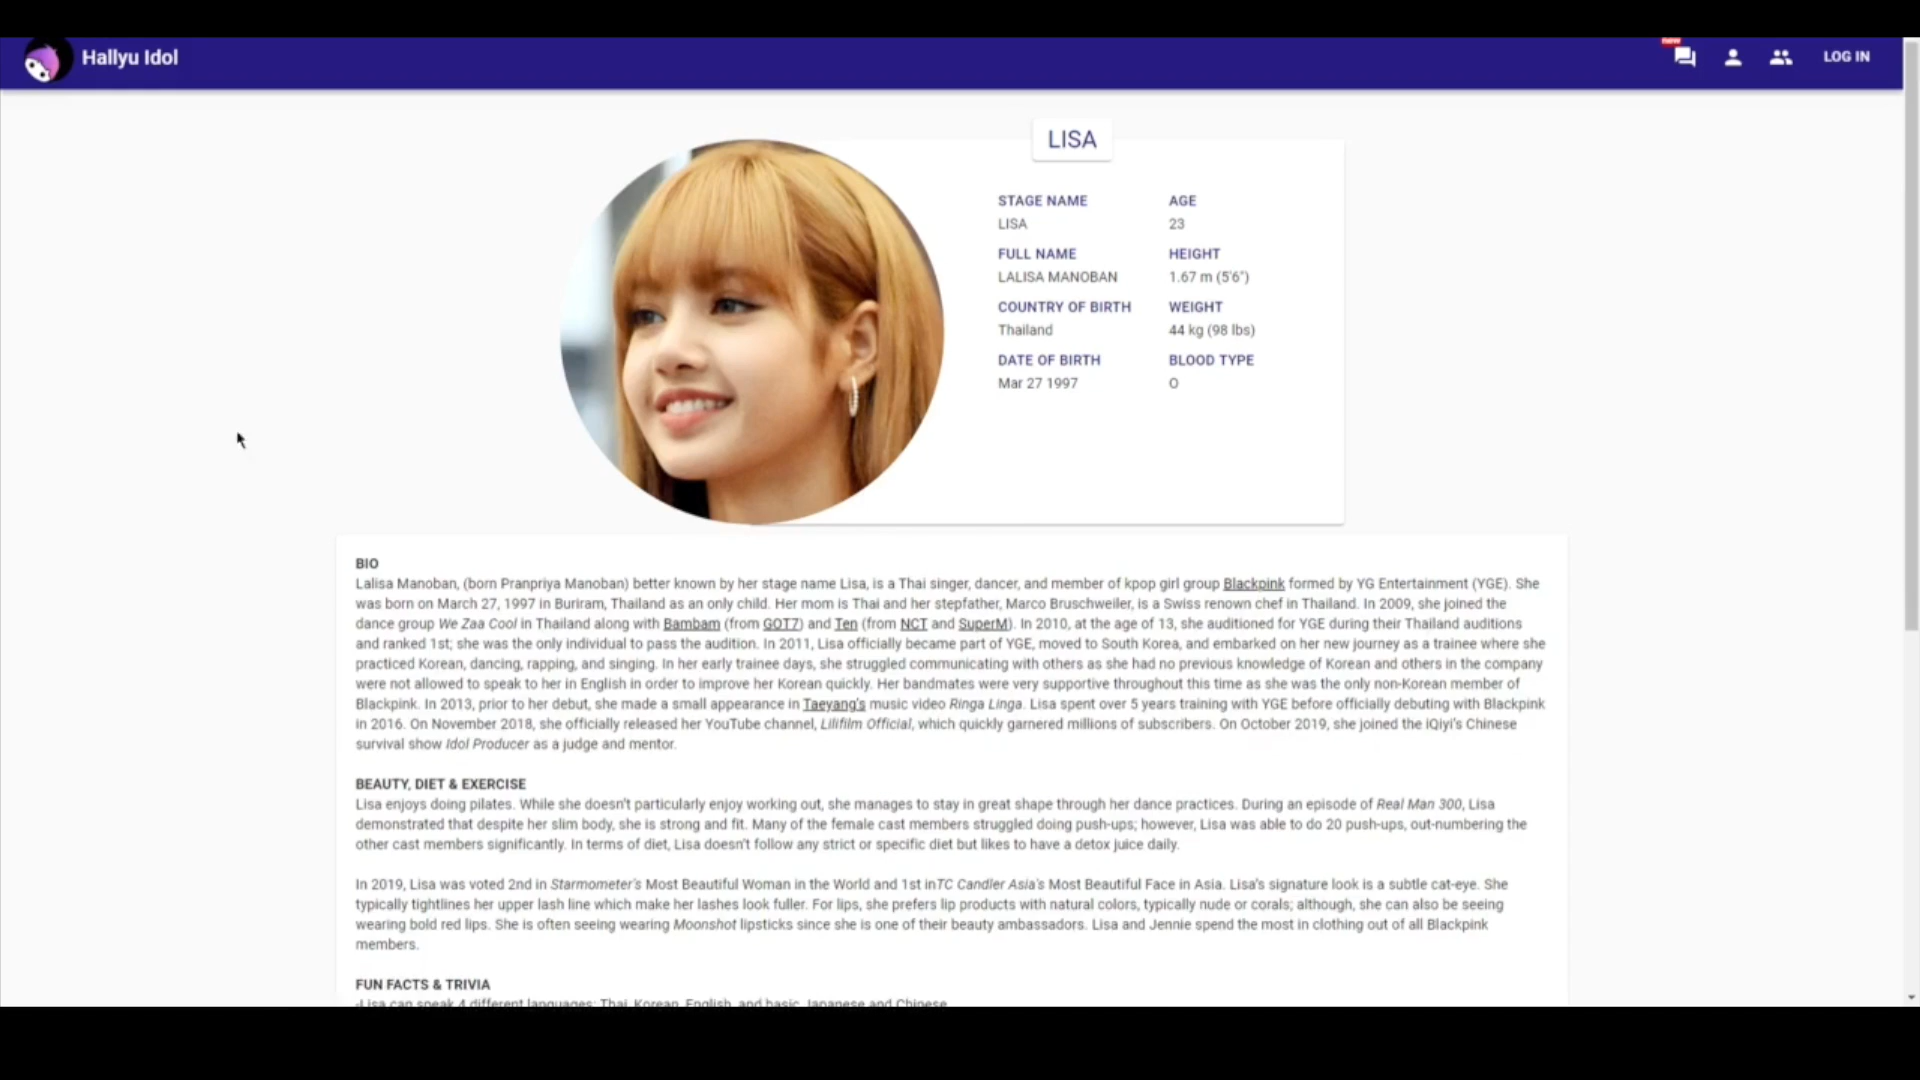 Hallyu Idol
new
LOG IN
LISA
STAGE NAME
LISA
AGE
23
FULL NAME
LALISA MANOBAN
HEIGHT
1.67 m (5'6")
COUNTRY OF BIRTH
Thailand
WEIGHT
44 kg (98 lbs)
DATE OF BIRTH
Mar 27 1997
BLOOD TYPE
O
BIO
Lalisa Manoban, (born Pranpriya Manoban) better known by her stage name Lisa, is a Thai singer, dancer, and member of kpop girl group Blackpink formed by YG Entertainment (YGE). She
was born on March 27, 1997 in Buriram, Thailand as an only child. Her mom is Thai and her stepfather, Marco Bruschweiler, is a Swiss renown chef in Thailand. In 2009, she joined the
dance group We Zaa Cool in Thailand along with Bambam (from GOT7) and Ten (from NCT and SuperM). In 2010, at the age of 13, she auditioned for YGE during their Thailand auditions
and ranked 1st; she was the only individual to pass the audition. In 2011, Lisa officially became part of YGE, moved to South Korea, and embarked on her new journey as a trainee where she
practiced Korean, dancing, rapping, and singing. In her early trainee days, she struggled communicating with others as she had no previous knowledge of Korean and others in the company
were not allowed to speak to her in English in order to improve her Korean quickly. Her bandmates were very supportive throughout this time as she was the only non-Korean member of
Blackpink. In 2013, prior to her debut, she made a small appearance in Taeyang's music video Ringa Linga. Lisa spent over 5 years training with YGE before officially debuting with Blackpink
in 2016. On November 2018, she officially released her YouTube channel, Lilifilm Official, which quickly garnered millions of subscribers. On October 2019, she joined the iQiyi's Chinese
survival show Idol Producer as a judge and mentor.
BEAUTY, DIET & EXERCISE
Lisa enjoys doing pilates. While she doesn't particularly enjoy working out, she manages to stay in great shape through her dance practices. During an episode of Real Man 300, Lisa
demonstrated that despite her slim body, she is strong and fit. Many of the female cast members struggled doing push-ups; however, Lisa was able to do 20 push-ups, out-numbering the
other cast members significantly. In terms of diet, Lisa doesn't follow any strict or specific diet but likes to have a detox juice daily.
In 2019, Lisa was voted 2nd in Starmometer's Most Beautiful Woman in the World and 1st inTC Candler Asia's Most Beautiful Face in Asia. Lisa's signature look is a subtle cat-eye. She
typically tightlines her upper lash line which make her lashes look fuller. For lips, she prefers lip products with natural colors, typically nude or corals; although, she can also be seeing
wearing bold red lips. She is often seeing wearing Moonshot lipsticks since she is one of their beauty ambassadors. Lisa and Jennie spend the most in clothing out of all Blackpink
members.
FUN FACTS & TRIVIA
-Lisa can speak 4 different languages: Thai, Korean, English, and basic Japanese and Chinese